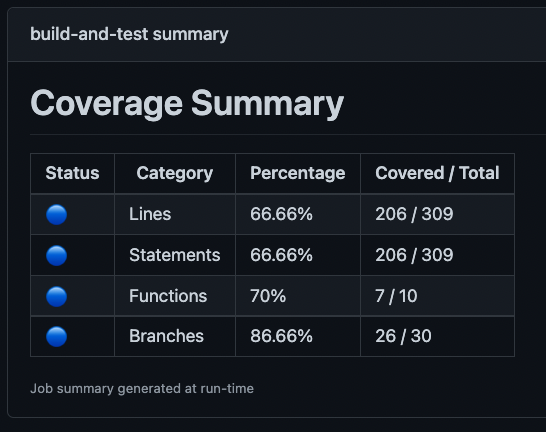 build-and-test summary
Coverage Summary
Status Category Percentage Covered / Total
Lines 66.66% 206 / 309
Statements 66.66% 206 / 309
Functions 70% 7 / 10
Branches 86.66% 26 / 30
Job summary generated at run-time